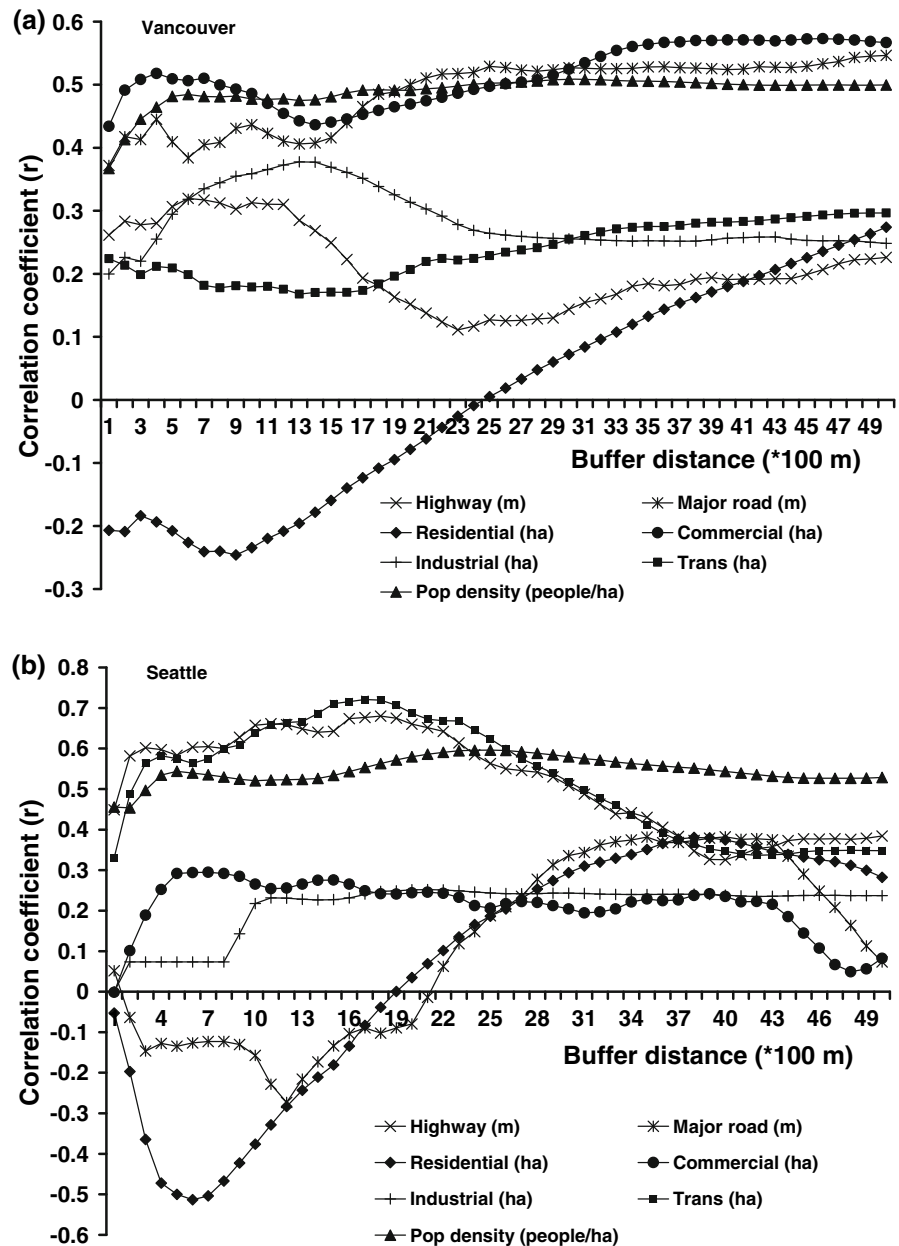 (a)
Vancouver
0.6
0.5
0.4
0.3
0.2
0.1
0
-0.1
-0.2
-0.3
Correlation coefficient (r)
1 3 5 7 9 11 13 15 17 19 21 23 25 27 29 31 33 35 37 39 41 43 45 47 49
Buffer distance (*100 m)
Highway (m) Major road (m)
Residential (ha) Commercial (ha)
Industrial (ha) Trans (ha)
Pop density (people/ha)
(b)
Seattle
0.8
0.7
0.6
0.5
0.4
0.3
0.2
0.1
0
-0.1
-0.2
-0.3
-0.4
-0.5
-0.6
Correlation coefficient (r)
1 4 7 10 13 16 19 22 25 28 31 34 37 40 43 46 49
Buffer distance (*100 m)
Highway (m) Major road (m)
Residential (ha) Commercial (ha)
Industrial (ha) Trans (ha)
Pop density (people/ha)